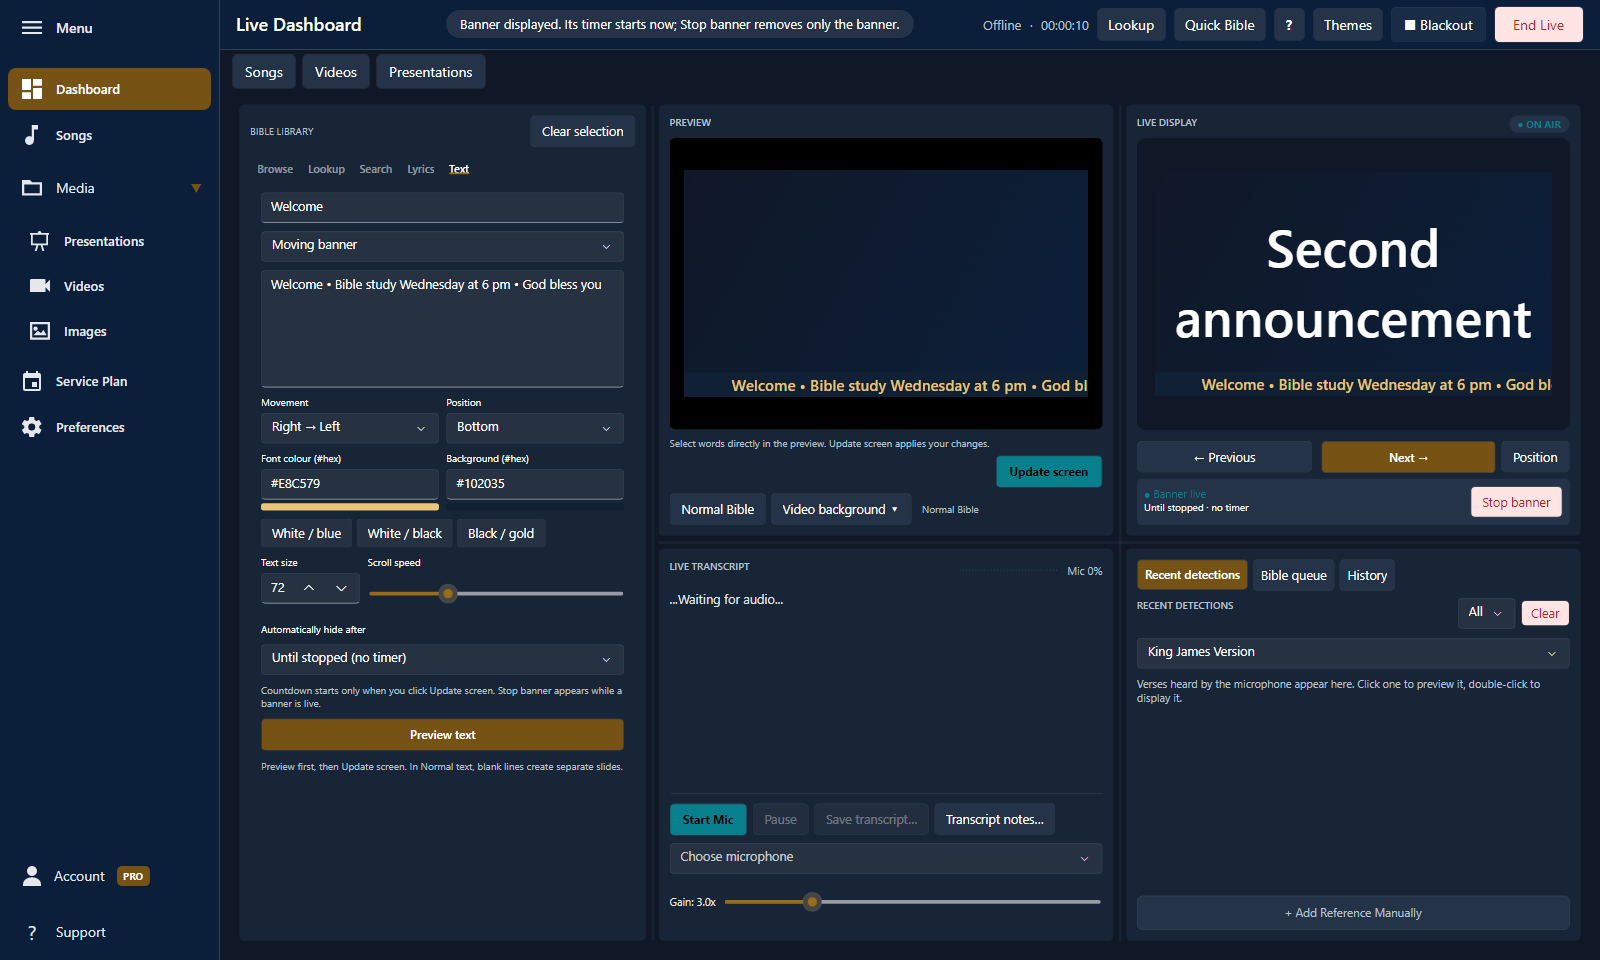 Menu
Live Dashboard
Banner displayed. Its timer starts now; Stop banner removes only the banner.
Offline · 00:00:10
Lookup
Quick Bible
?
Themes
Blackout
End Live
Dashboard
Songs
Media
Presentations
Videos
Images
Service Plan
Preferences
Account PRO
? Support
Songs
Videos
Presentations
BIBLE LIBRARY
Clear selection
Browse Lookup Search Lyrics Text
Welcome
Moving banner
Welcome • Bible study Wednesday at 6 pm • God bless you
Movement Position
Right → Left Bottom
Font colour (#hex) Background (#hex)
#E8C579 #102035
White / blue White / black Black / gold
Text size Scroll speed
72
Automatically hide after
Until stopped (no timer)
Countdown starts only when you click Update screen. Stop banner appears while a
banner is live.
Preview text
Preview first, then Update screen. In Normal text, blank lines create separate slides.
PREVIEW
Welcome • Bible study Wednesday at 6 pm • God bl
Select words directly in the preview. Update screen applies your changes.
Update screen
Normal Bible
Video background ▾
Normal Bible
LIVE TRANSCRIPT
Mic 0%
...Waiting for audio...
Start Mic
Pause
Save transcript...
Transcript notes...
Choose microphone
Gain: 3.0x
LIVE DISPLAY
• ON AIR
Second
announcement
Welcome • Bible study Wednesday at 6 pm • God bl
← Previous
Next →
Position
• Banner live
Until stopped · no timer
Stop banner
Recent detections
Bible queue
History
RECENT DETECTIONS
All
Clear
King James Version
Verses heard by the microphone appear here. Click one to preview it, double-click to
display it.
+ Add Reference Manually